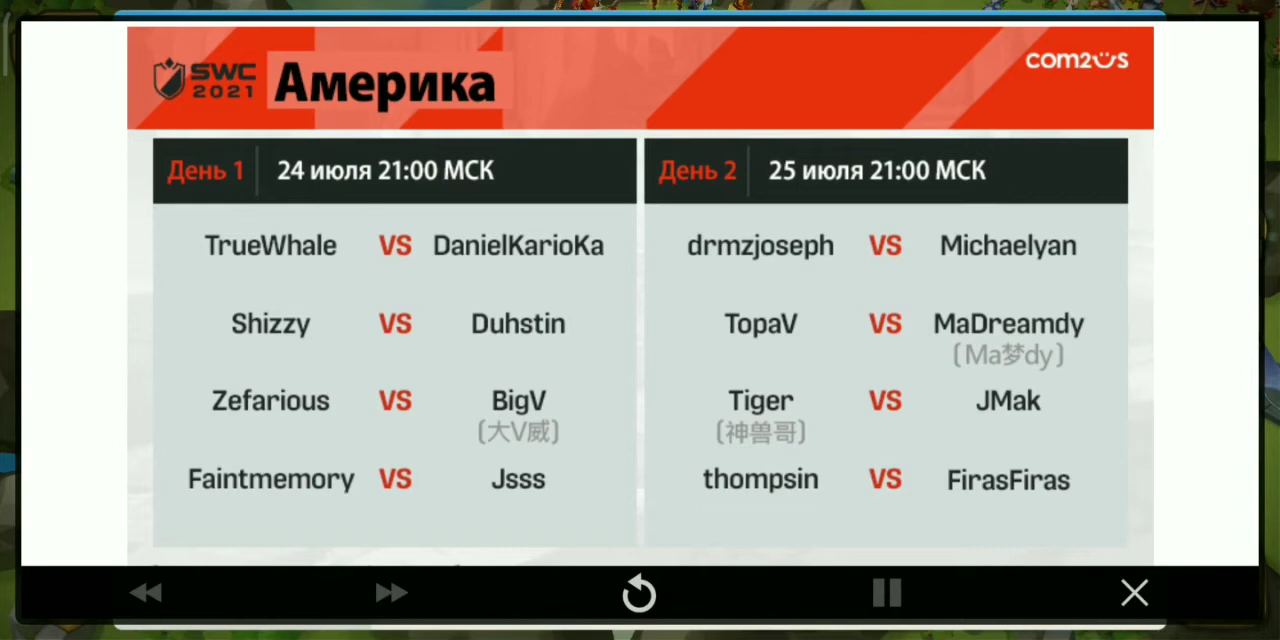 SWC
2021
Америка
com2us
День 1 24 июля 21:00 МСК
TrueWhale VS DanielKarioKa
Shizzy VS Duhstin
Zefarious VS BigV
(大V威)
Faintmemory VS Jsss
День 2 25 июля 21:00 МСК
drmzjoseph VS Michaelyan
TopaV VS MaDreamdy
(Ma梦dy)
Tiger VS JMak
(神兽哥)
thompsin VS FirasFiras